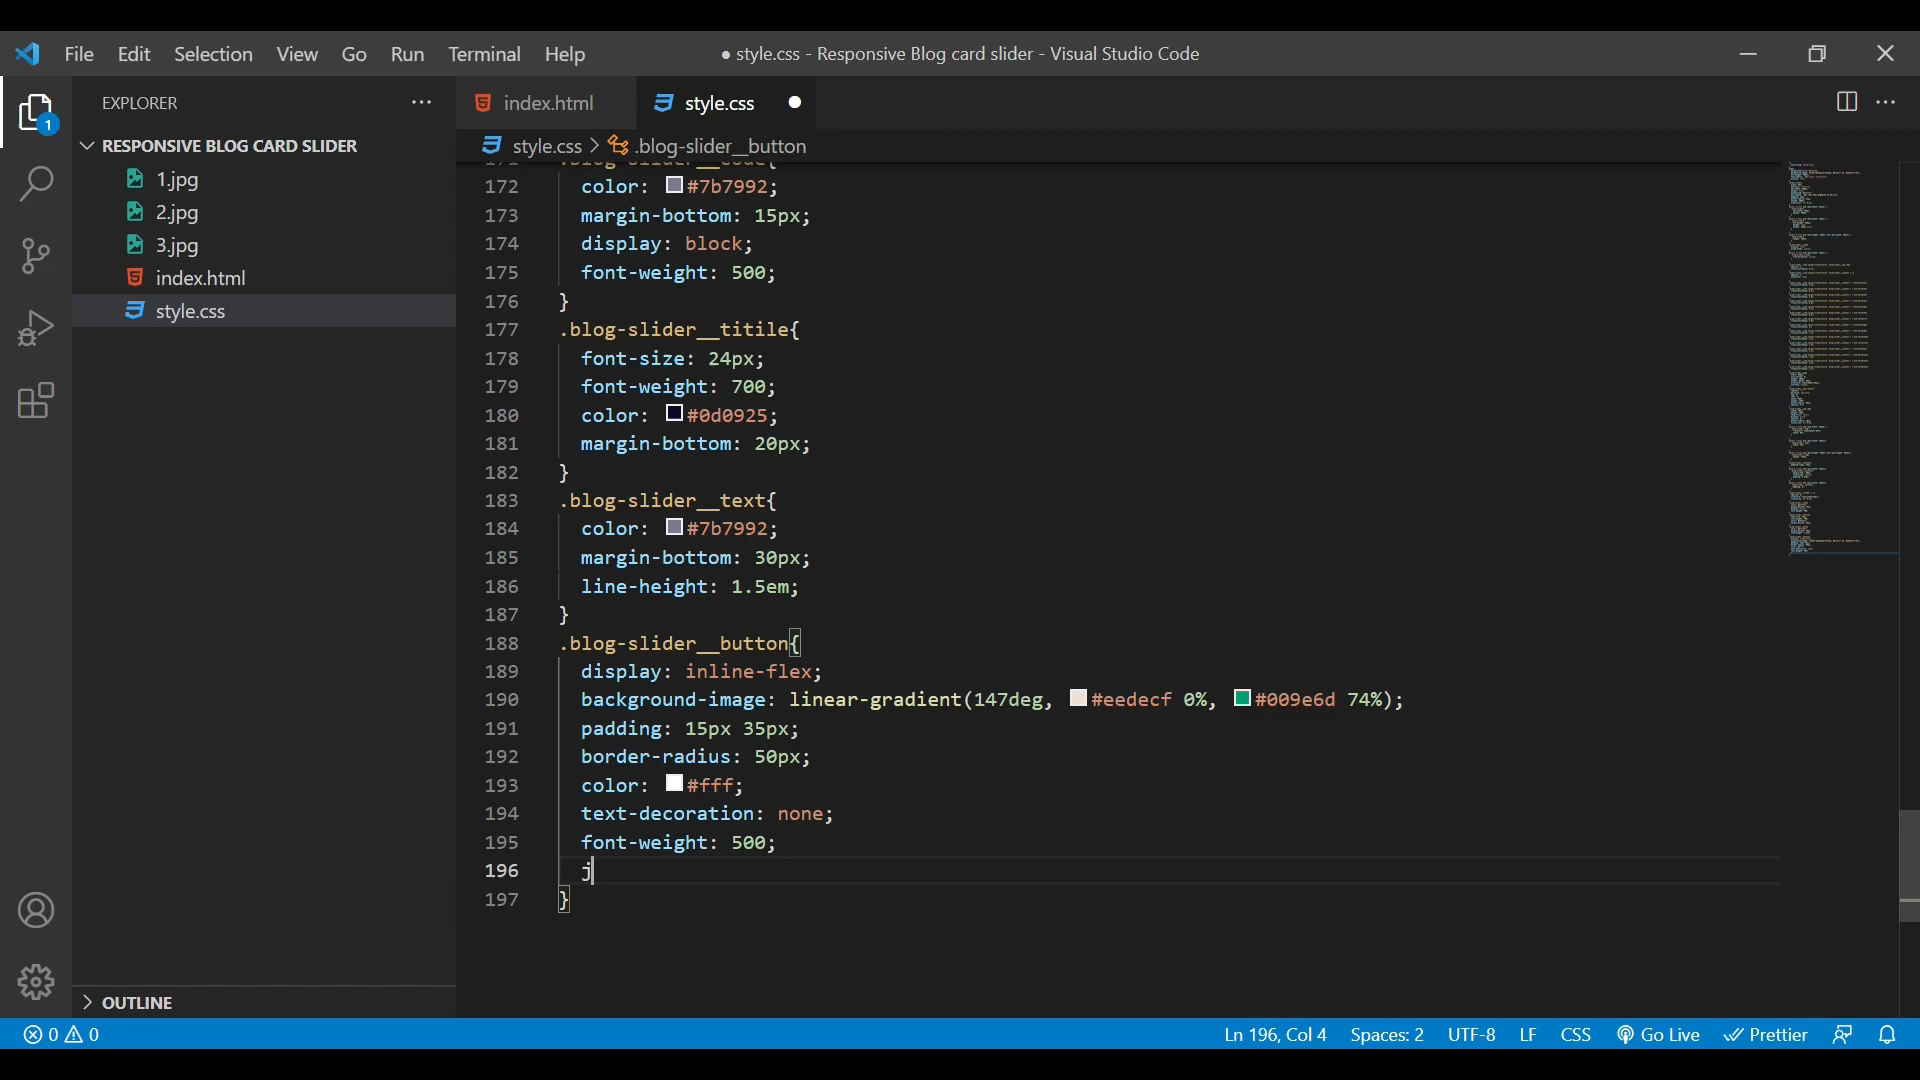 File Edit Selection View Go Run Terminal Help
● style.css - Responsive Blog card slider - Visual Studio Code
EXPLORER
index.html
style.css
style.css > .blog-slider__button
RESPONSIVE BLOG CARD SLIDER
1.jpg
2.jpg
3.jpg
index.html
style.css
1
171 .blog-slider__code{
172 color: #7b7992;
173 margin-bottom: 15px;
174 display: block;
175 font-weight: 500;
176 }
177 .blog-slider__titile{
178 font-size: 24px;
179 font-weight: 700;
180 color: #0d0925;
181 margin-bottom: 20px;
182 }
183 .blog-slider__text{
184 color: #7b7992;
185 margin-bottom: 30px;
186 line-height: 1.5em;
187 }
188 .blog-slider__button{
189 display: inline-flex;
190 background-image: linear-gradient(147deg, #eedecf 0%, #009e6d 74%);
191 padding: 15px 35px;
192 border-radius: 50px;
193 color: #fff;
194 text-decoration: none;
195 font-weight: 500;
196 j
197 }
OUTLINE
0 0
Ln 196, Col 4 Spaces: 2 UTF-8 LF CSS Go Live Prettier